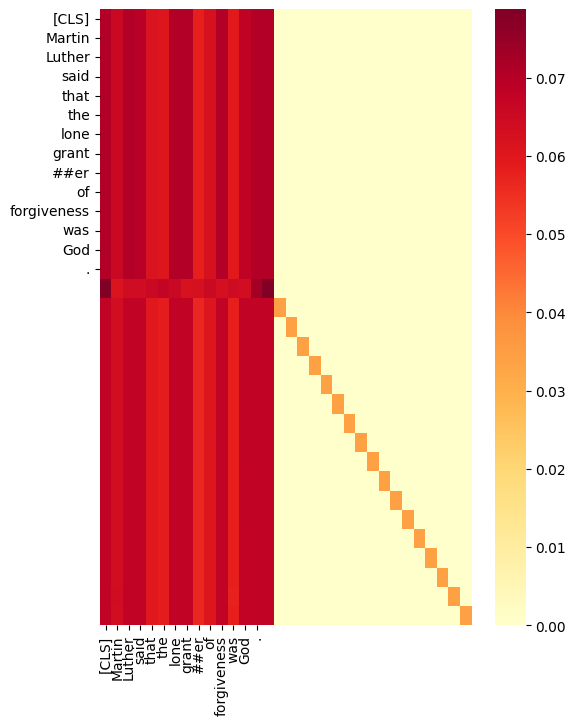 [CLS]
Martin
Luther
said
that
the
lone
grant
##er
of
forgiveness
was
God
.
0.07
0.06
0.05
0.04
0.03
0.02
0.01
0.00
[CLS]
Martin
Luther
said
that
the
lone
grant
##er
of
forgiveness
was
God
.